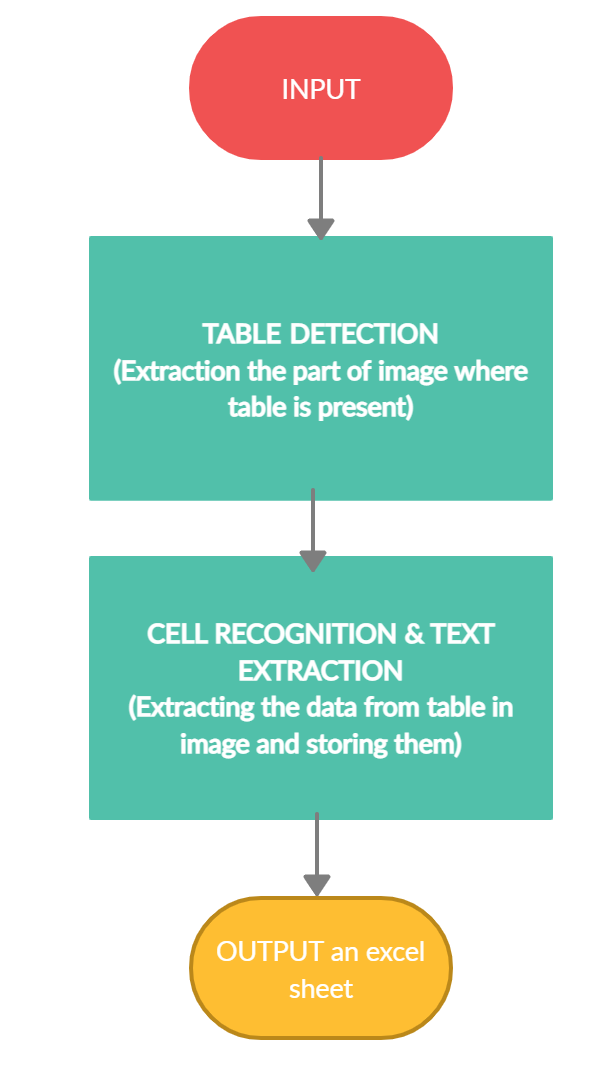 INPUT
TABLE DETECTION
(Extraction the part of image where
table is present)
CELL RECOGNITION & TEXT
EXTRACTION
(Extracting the data from table in
image and storing them)
OUTPUT an excel
sheet